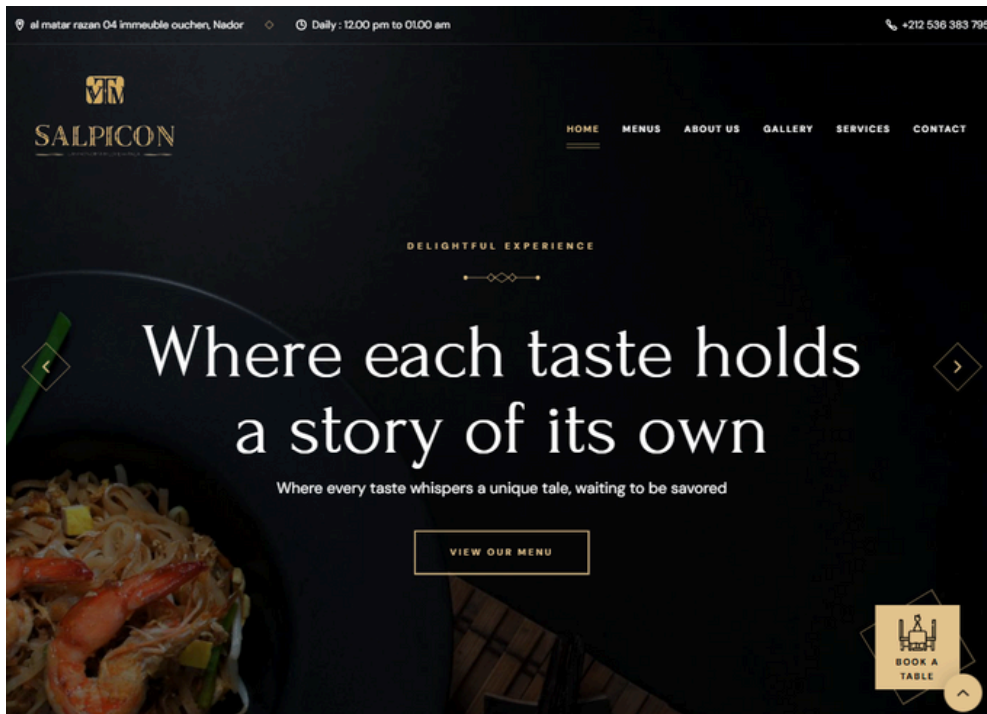 al matar razan 04 immeuble ouchen, Nador
Daily : 12.00 pm to 01.00 am
+212 536 383 795
SALPICON
HOME
MENUS
ABOUT US
GALLERY
SERVICES
CONTACT
DELIGHTFUL EXPERIENCE
Where each taste holds
a story of its own
Where every taste whispers a unique tale, waiting to be savored
VIEW OUR MENU
BOOK A
TABLE